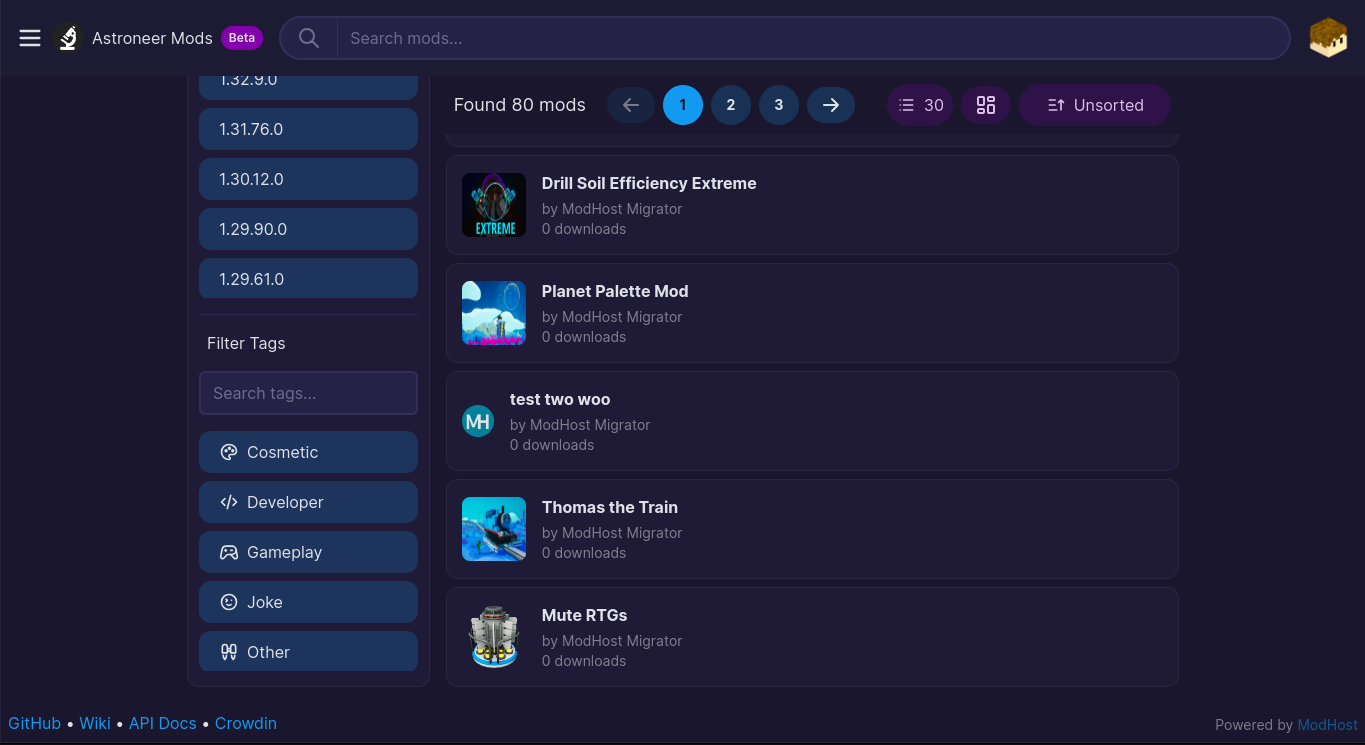 Astroneer Mods Beta
Search mods...
1.32.9.0
1.31.76.0
1.30.12.0
1.29.90.0
1.29.61.0
Filter Tags
Search tags...
Cosmetic
Developer
Gameplay
Joke
Other
Found 80 mods
1 2 3
30
Unsorted
Drill Soil Efficiency Extreme
by ModHost Migrator
0 downloads
EXTREME
Planet Palette Mod
by ModHost Migrator
0 downloads
MH
test two woo
by ModHost Migrator
0 downloads
Thomas the Train
by ModHost Migrator
0 downloads
Mute RTGs
by ModHost Migrator
0 downloads
GitHub • Wiki • API Docs • Crowdin
Powered by ModHost